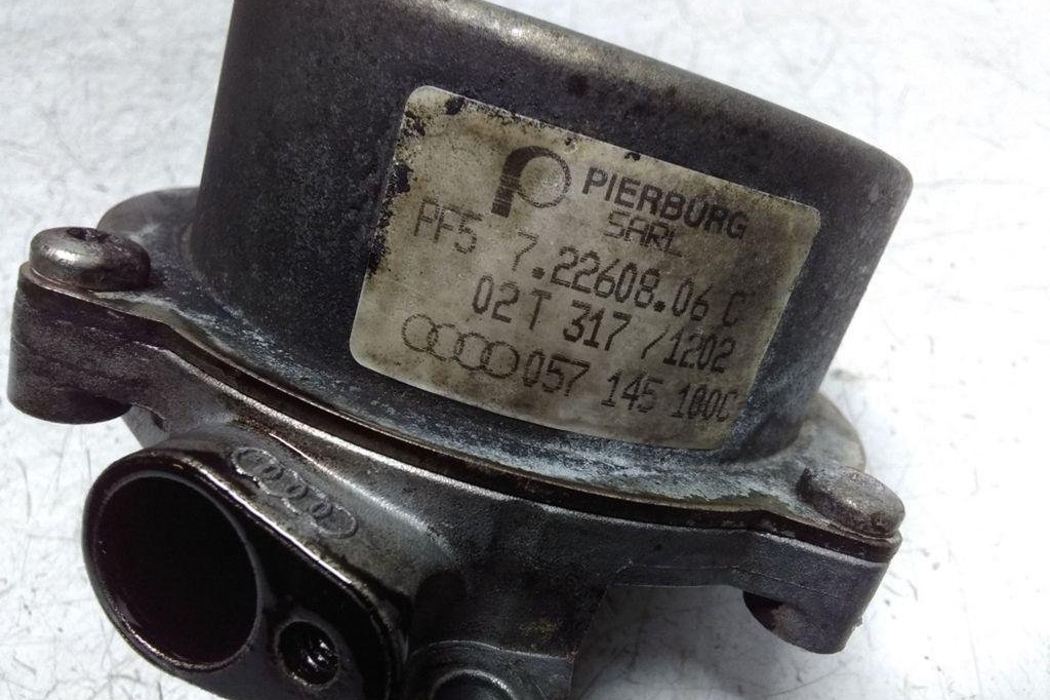 PIERBURG
SARL
PF5 7.22608.06 C
02T 317 /1202
057 145 100C